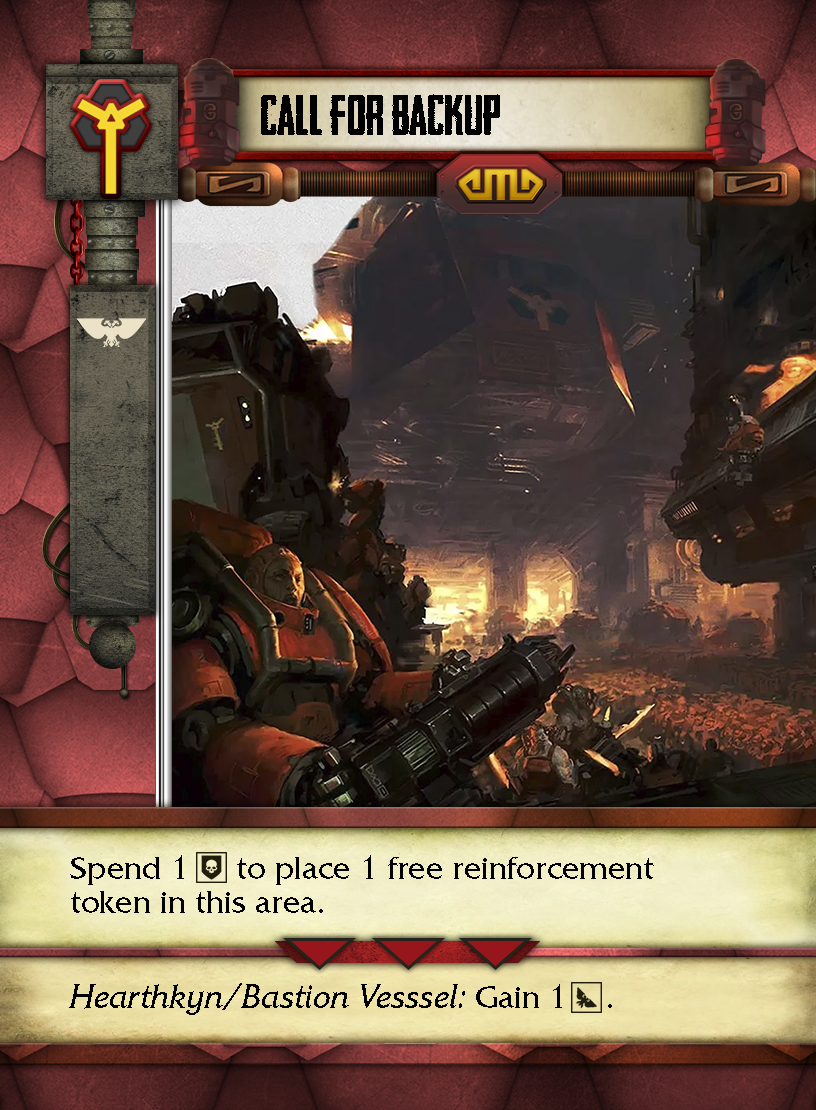 CALL FOR BACKUP
Spend 1 to place 1 free reinforcement
token in this area.
Hearthkyn/Bastion Vesssel: Gain 1 .